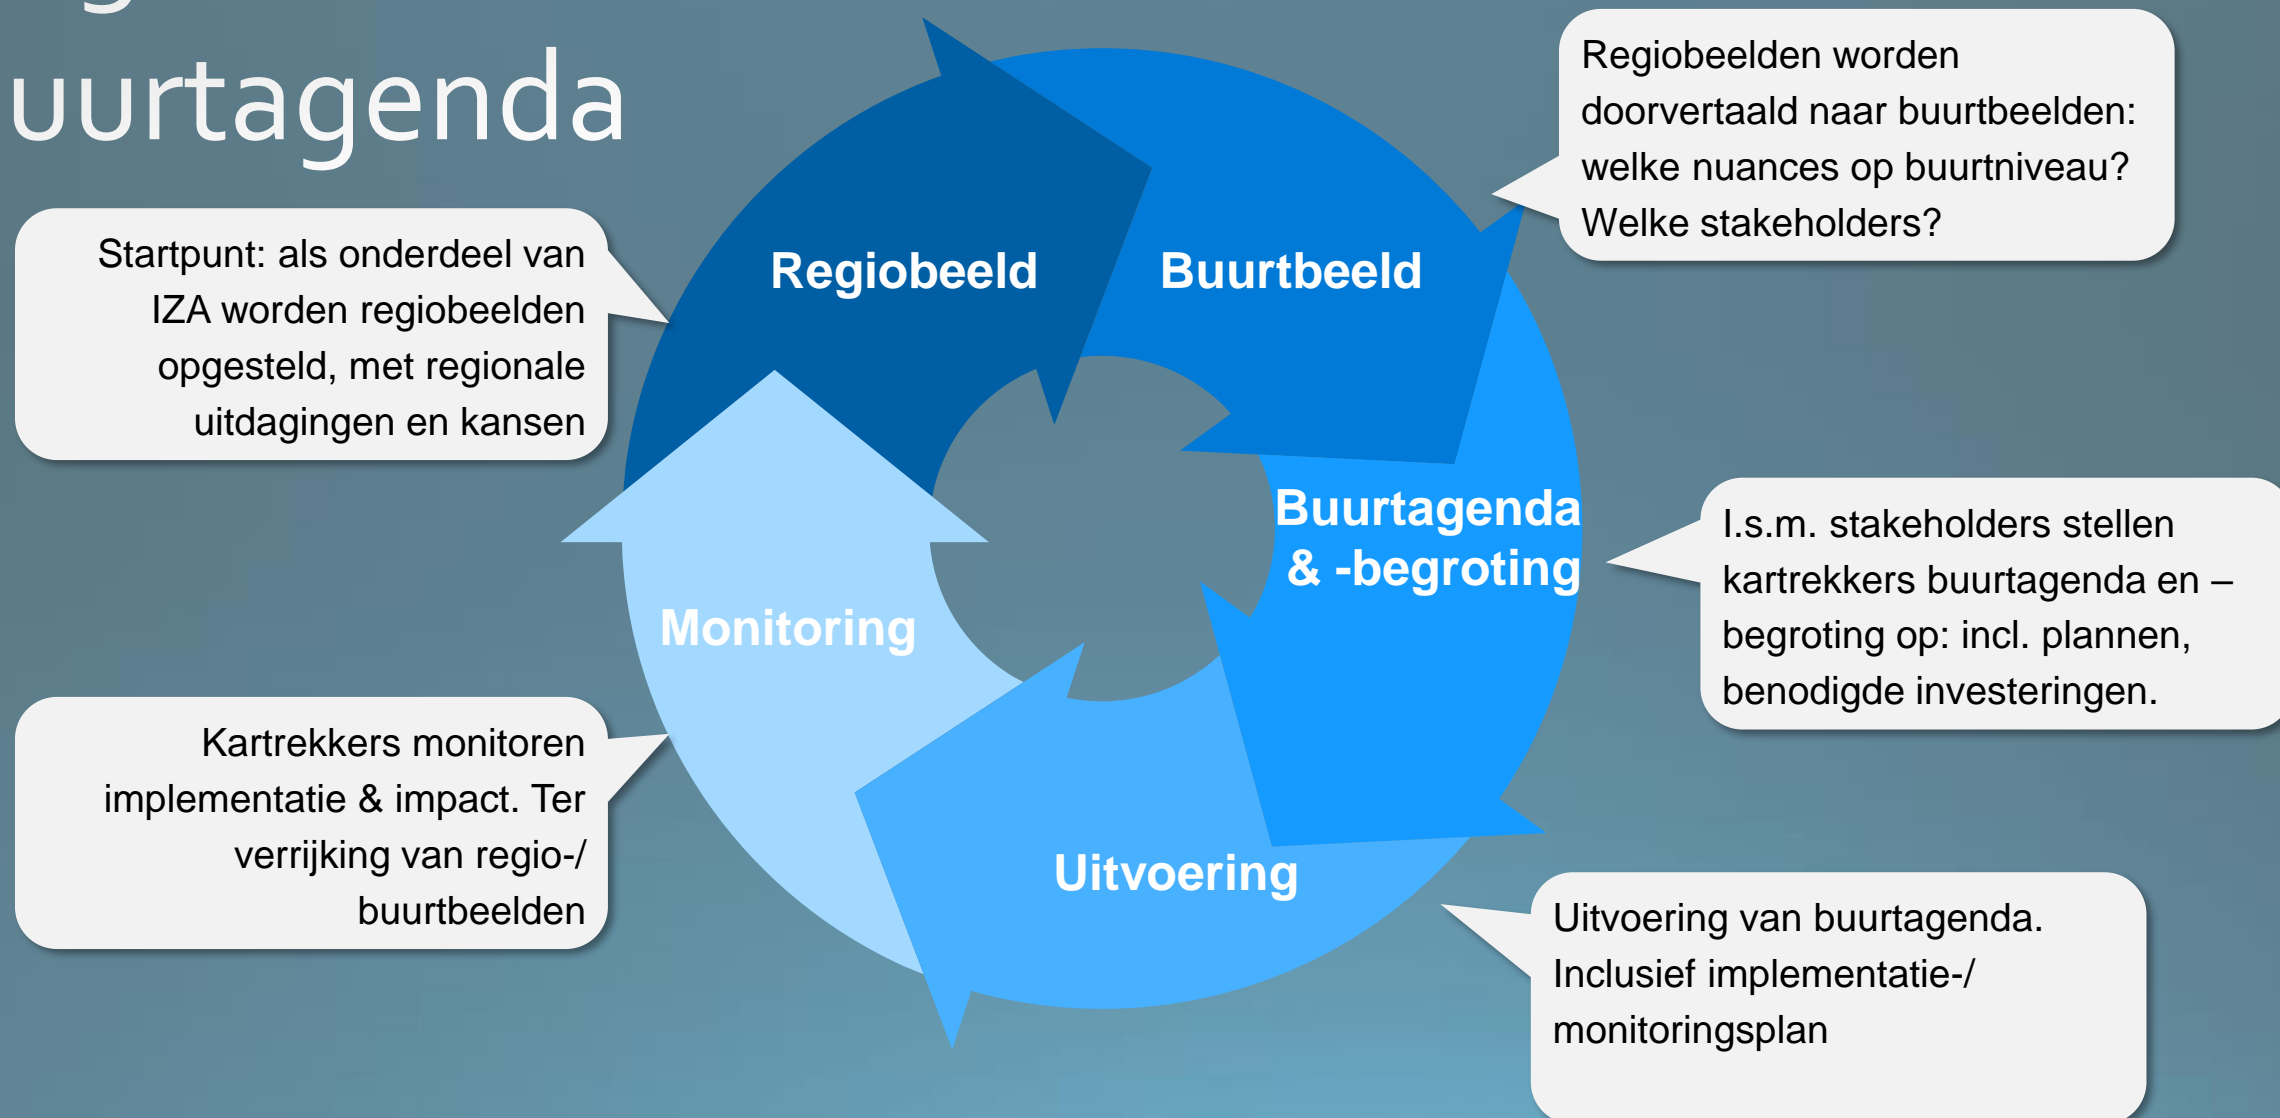 uurtagenda
Regiobeelden worden
doorvertaald naar buurtbeelden:
welke nuances op buurtniveau?
Welke stakeholders?
Startpunt: als onderdeel van
IZA worden regiobeelden
opgesteld, met regionale
uitdagingen en kansen
Regiobeeld
Buurtbeeld
Buurtagenda
& -begroting
I.s.m. stakeholders stellen
kartrekkers buurtagenda en –
begroting op: incl. plannen,
benodigde investeringen.
Monitoring
Kartrekkers monitoren
implementatie & impact. Ter
verrijking van regio-/
buurtbeelden
Uitvoering
Uitvoering van buurtagenda.
Inclusief implementatie-/
monitoringsplan